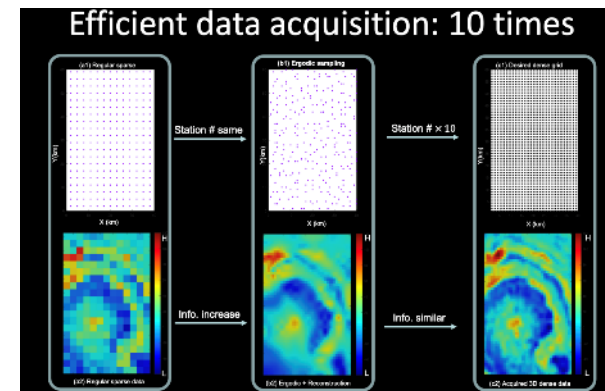 Efficient data acquisition: 10 times
(a1) Regular sparse
(b1) Ergodic sampling
(c1) Desired dense grid
Station # same
Station # × 10
Y(km)
Y(km)
Y(km)
X (km)
X (km)
X (km)
H
H
H
Info. increase
Info. similar
L
L
L
(a2) Regular sparse data
(b2) Ergodic + Reconstruction
(c2) Acquired 3D dense data